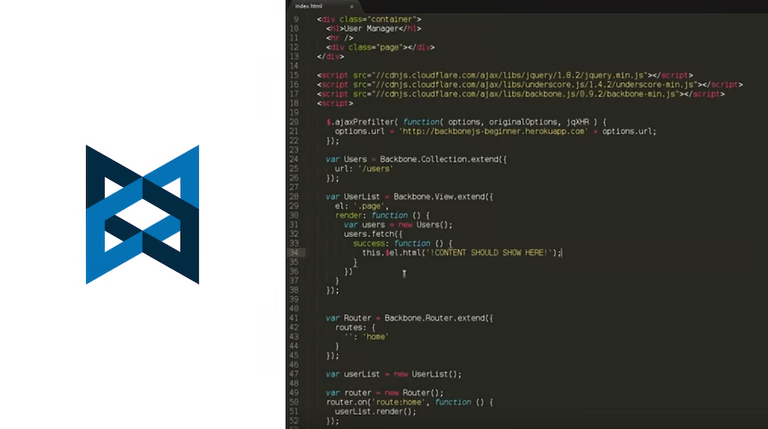 index.html ×
9 <div class="container">
10 <h1>User Manager</h1>
11 <hr />
12 <div class="page"></div>
13 </div>
14
15 <script src="//cdnjs.cloudflare.com/ajax/libs/jquery/1.8.2/jquery.min.js"></script>
16 <script src="//cdnjs.cloudflare.com/ajax/libs/underscore.js/1.4.2/underscore-min.js"></script>
17 <script src="//cdnjs.cloudflare.com/ajax/libs/backbone.js/0.9.2/backbone-min.js"></script>
18 <script>
19
20 $.ajaxPrefilter( function( options, originalOptions, jqXHR ) {
21 options.url = 'http://backbonejs-beginner.herokuapp.com' + options.url;
22 });
23
24 var Users = Backbone.Collection.extend({
25 url: '/users'
26 });
27
28 var UserList = Backbone.View.extend({
29 el: '.page',
30 render: function () {
31 var users = new Users();
32 users.fetch({
33 success: function () {
34 this.$el.html('!CONTENT SHOULD SHOW HERE!');
35 }
36 })
37 }
38 });
39
40
41 var Router = Backbone.Router.extend({
42 routes: {
43 '': 'home'
44 }
45 });
46
47 var userList = new UserList();
48
49 var router = new Router();
50 router.on('route:home', function () {
51 userList.render();
52 });